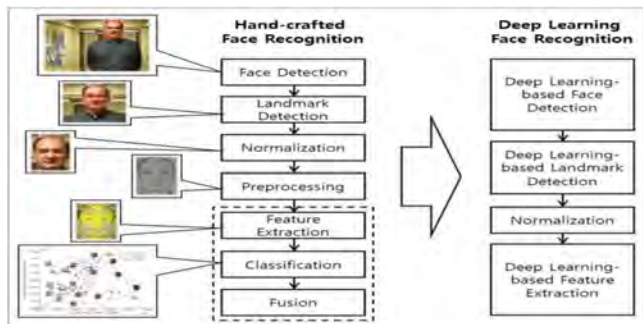 Hand-crafted
Face Recognition
Face Detection
Landmark
Detection
Normalization
Preprocessing
Feature
Extraction
Classification
Fusion
Deep Learning
Face Recognition
Deep Learning-
based Face
Detection
Deep Learning-
based Landmark
Detection
Normalization
Deep Learning-
based Feature
Extraction